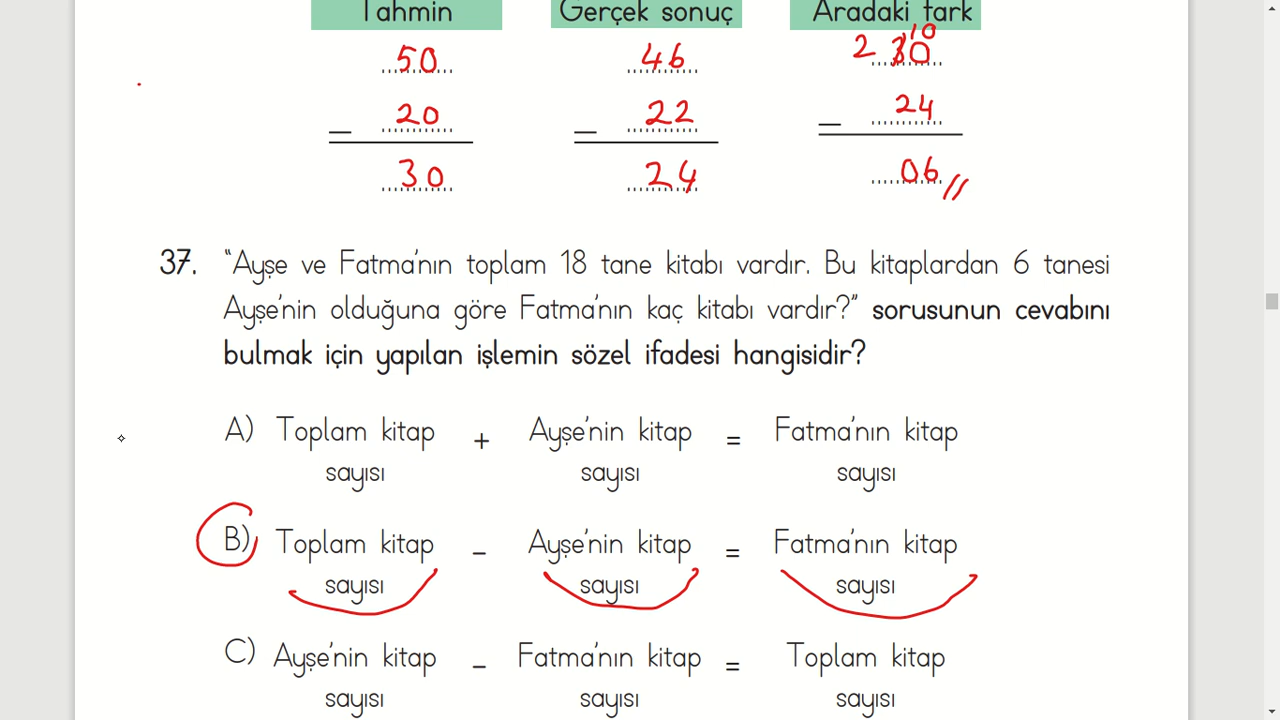 Tahmin Gerçek sonuç Aradaki fark
50 46 2 30 10
20 22 24
_ _ _
30 24 06 //
37. “Ayşe ve Fatma'nın toplam 18 tane kitabı vardır. Bu kitaplardan 6 tanesi
Ayşe'nin olduğuna göre Fatma'nın kaç kitabı vardır?” sorusunun cevabını
bulmak için yapılan işlemin sözel ifadesi hangisidir?
A) Toplam kitap + Ayşe'nin kitap = Fatma'nın kitap
sayısı sayısı sayısı
B) Toplam kitap - Ayşe'nin kitap = Fatma'nın kitap
sayısı sayısı sayısı
C) Ayşe'nin kitap - Fatma'nın kitap = Toplam kitap
sayısı sayısı sayısı